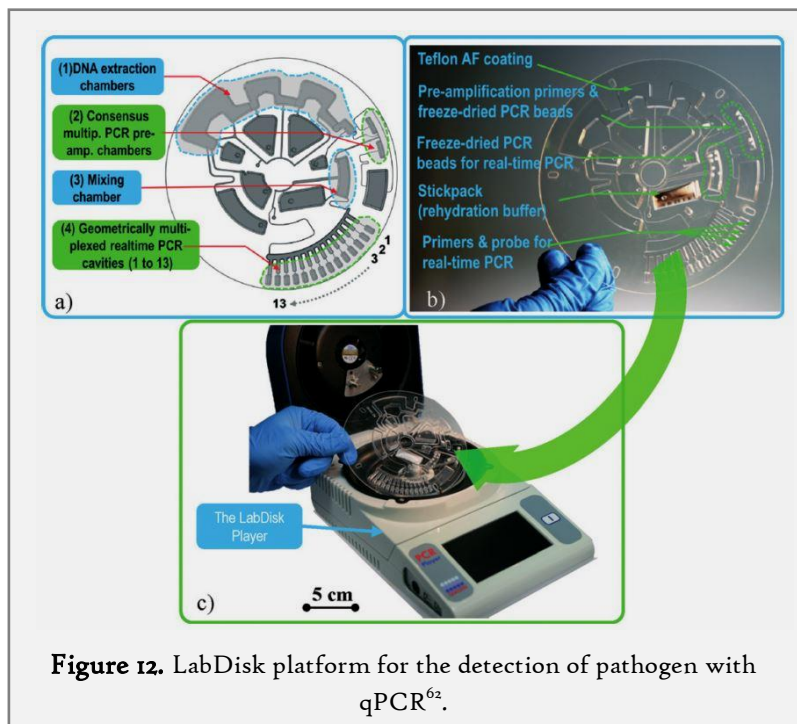 (1)DNA extraction
chambers
(2) Consensus
multip. PCR pre-
amp. chambers
(3) Mixing
chamber
(4) Geometrically multi-
plexed realtime PCR
cavities (1 to 13)
1
2
3
13
a)
Teflon AF coating
Pre-amplification primers &
freeze-dried PCR beads
Freeze-dried PCR
beads for real-time PCR
Stickpack
(rehydration buffer)
Primers & probe for
real-time PCR
b)
The LabDisk
Player
PCR
Player
5 cm
c)
Figure 12. LabDisk platform for the detection of pathogen with
qPCR⁶².